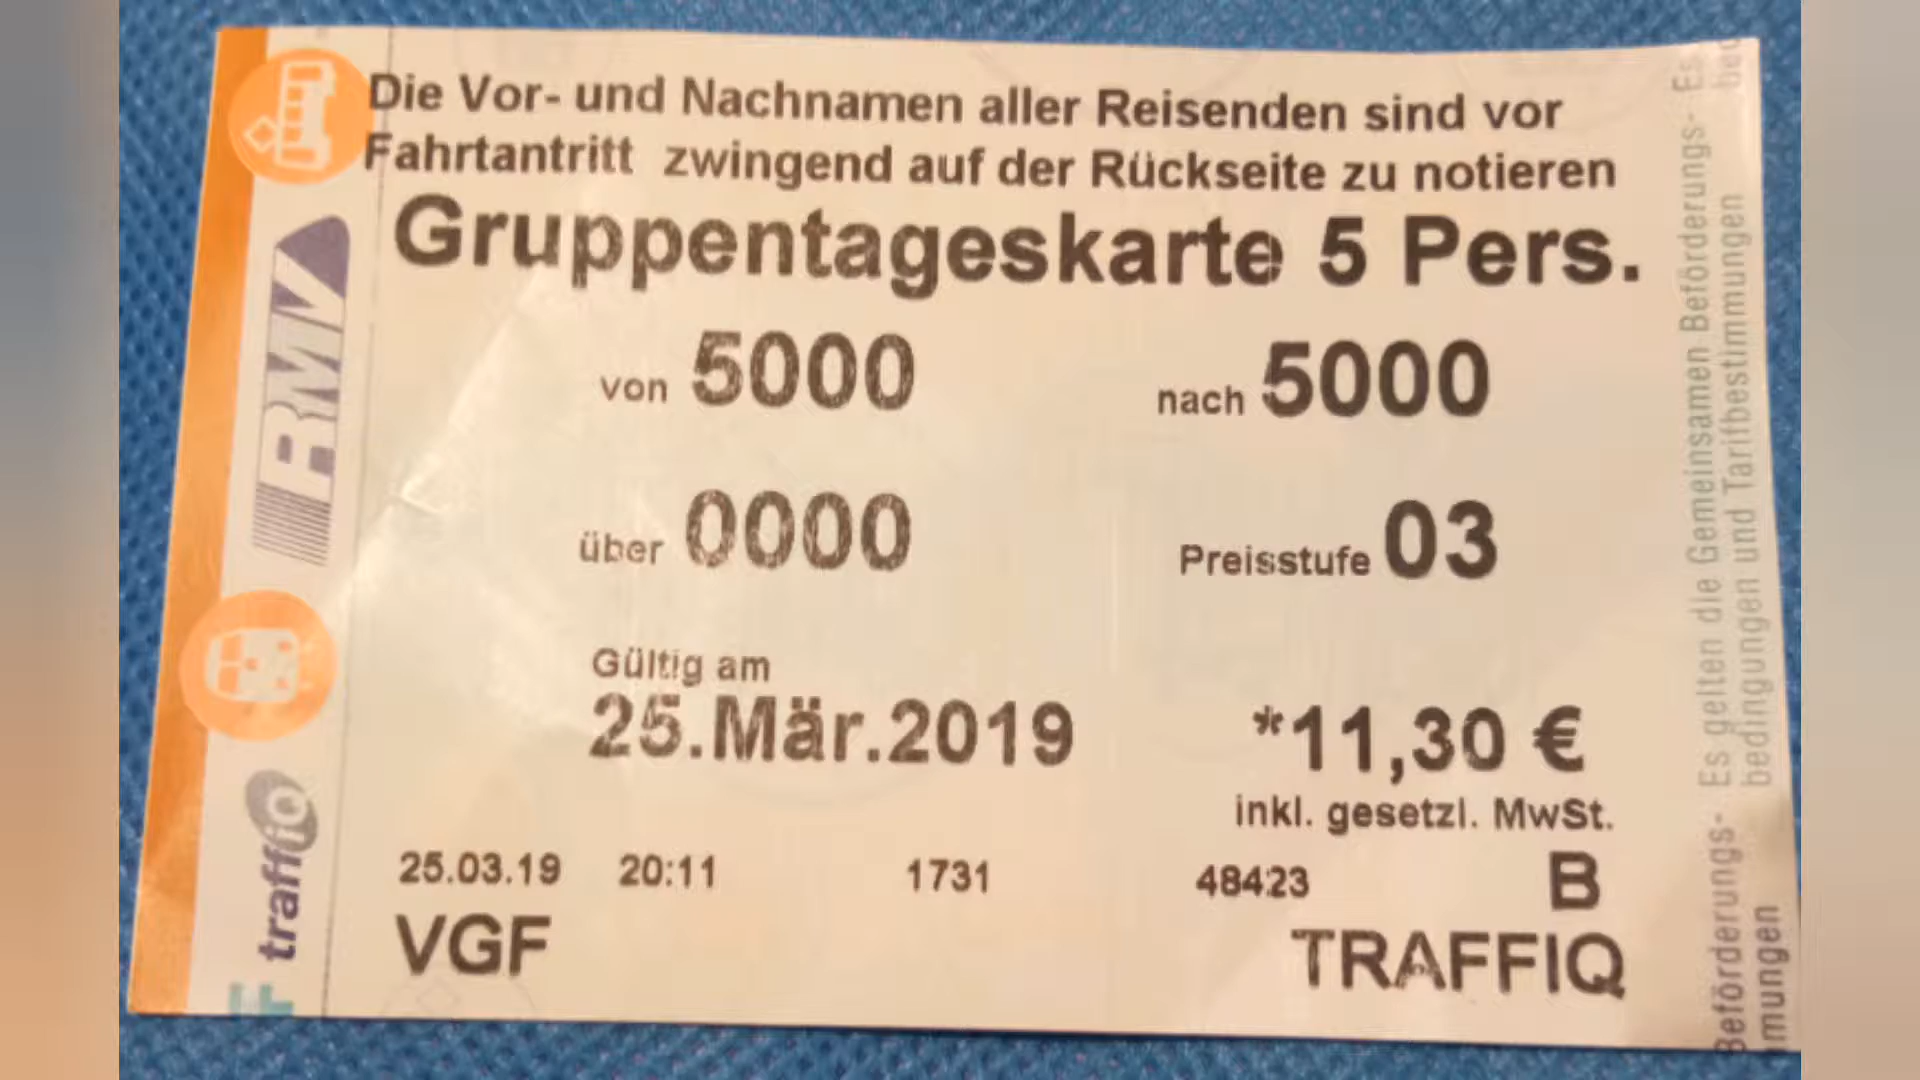 Die Vor- und Nachnamen aller Reisenden sind vor
Fahrtantritt zwingend auf der Rückseite zu notieren
Gruppentageskarte 5 Pers.
von 5000
nach 5000
über 0000
Preisstufe 03
Gültig am
25.Mär.2019
*11,30 €
inkl. gesetzl. MwSt.
25.03.19 20:11 1731 48423 B
VGF
TRAFFIQ
RMV
traffiQ
Es gelten die Gemeinsamen Beförderungs-
bedingungen und Tarifbestimmungen
Beförderungs-
mmungen